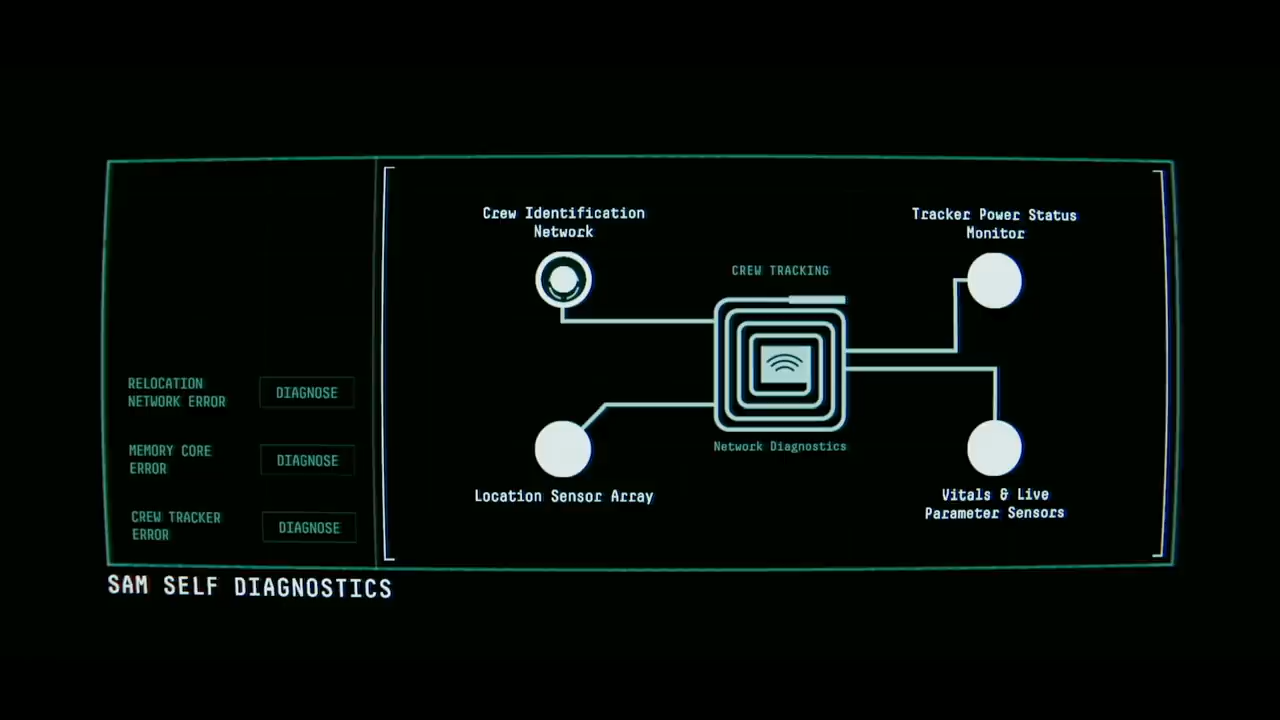 Crew Identification
Network
Tracker Power Status
Monitor
CREW TRACKING
RELOCATION
NETWORK ERROR
DIAGNOSE
MEMORY CORE
ERROR
DIAGNOSE
CREW TRACKER
ERROR
DIAGNOSE
Network Diagnostics
Location Sensor Array
Vitals & Live
Parameter Sensors
SAM SELF DIAGNOSTICS